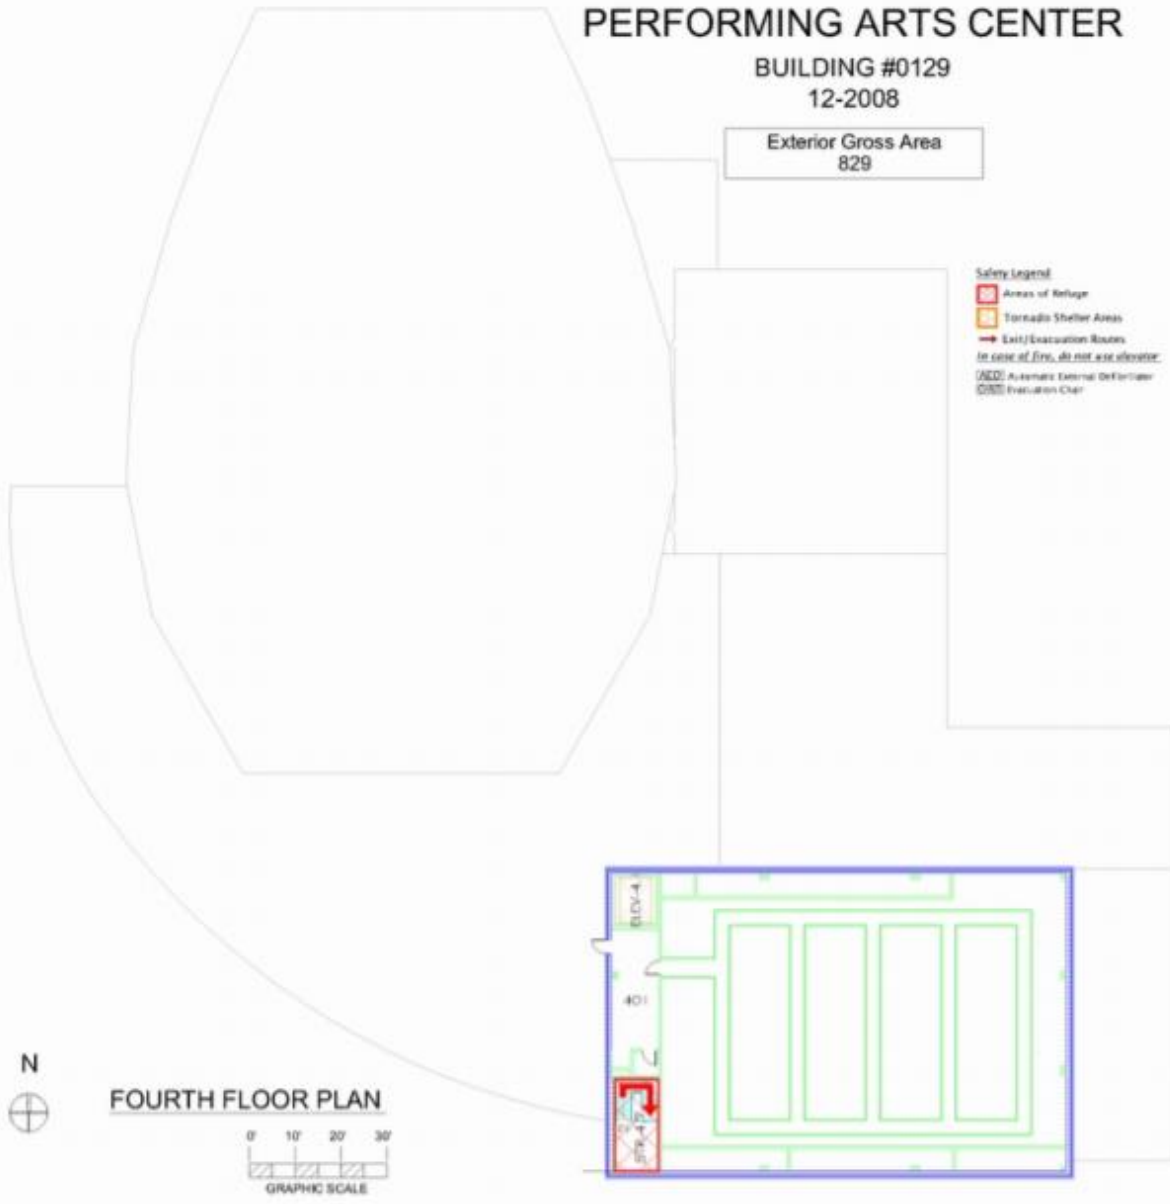 PERFORMING ARTS CENTER
BUILDING #0129
12-2008
Exterior Gross Area
829
Safety Legend
Areas of Refuge
Tornado Shelter Areas
Exit/Evacuation Routes
In case of fire, do not use elevator
AED Automatic External Defibrillator
Evacuation Chair
ELEV-4
401
N
FOURTH FLOOR PLAN
0' 10' 20' 30'
GRAPHIC SCALE